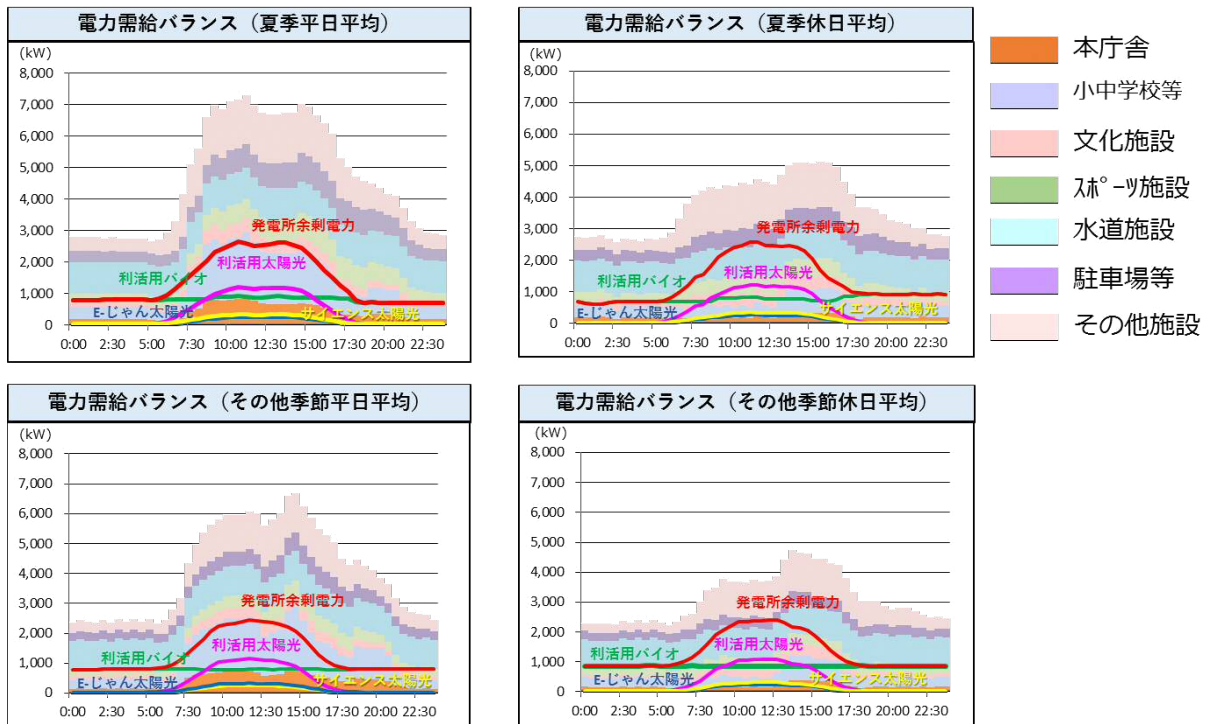 電力需給バランス（夏季平日平均）
(kW)
8,000
7,000
6,000
5,000
4,000
3,000
2,000
1,000
0
発電所余剰電力
利活用バイオ
利活用太陽光
E-じゃん太陽光
サイエンス太陽光
0:00 2:30 5:00 7:30 10:00 12:30 15:00 17:30 20:00 22:30
電力需給バランス（夏季休日平均）
(kW)
8,000
7,000
6,000
5,000
4,000
3,000
2,000
1,000
0
発電所余剰電力
利活用太陽光
利活用バイオ
E-じゃん太陽光
サイエンス太陽光
0:00 2:30 5:00 7:30 10:00 12:30 15:00 17:30 20:00 22:30
本庁舎
小中学校等
文化施設
ｽﾎﾟｰﾂ施設
水道施設
駐車場等
その他施設
電力需給バランス（その他季節平日平均）
(kW)
8,000
7,000
6,000
5,000
4,000
3,000
2,000
1,000
0
発電所余剰電力
利活用太陽光
利活用バイオ
E-じゃん太陽光
サイエンス太陽光
0:00 2:30 5:00 7:30 10:00 12:30 15:00 17:30 20:00 22:30
電力需給バランス（その他季節休日平均）
(kW)
8,000
7,000
6,000
5,000
4,000
3,000
2,000
1,000
0
発電所余剰電力
利活用太陽光
利活用バイオ
E-じゃん太陽光
サイエンス太陽光
0:00 2:30 5:00 7:30 10:00 12:30 15:00 17:30 20:00 22:30